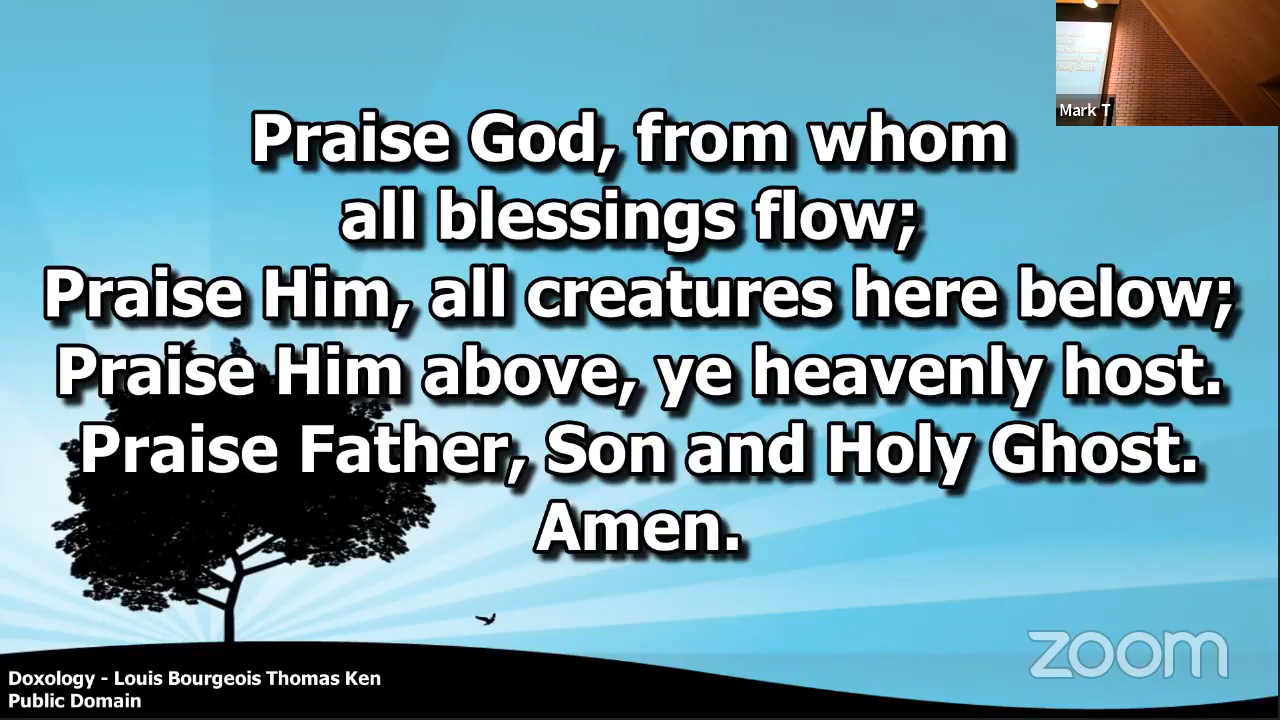 Praise God, from whom
all blessings flow;
Praise Him, all creatures here below;
Praise Him above, ye heavenly host.
Praise Father, Son and Holy Ghost.
Amen.
Mark T
zoom
Doxology - Louis Bourgeois Thomas Ken
Public Domain